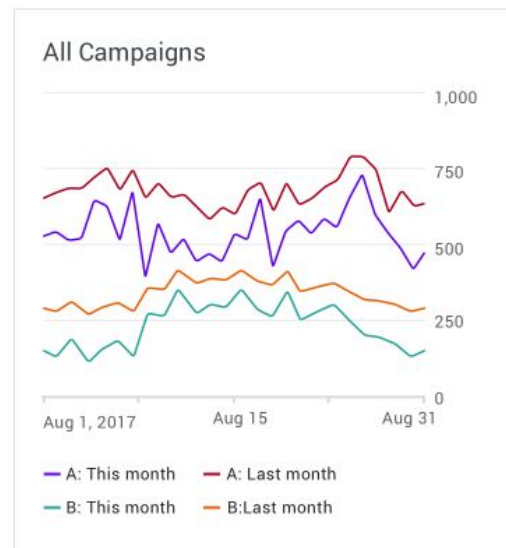 All Campaigns
1,000
750
500
250
0
Aug 1, 2017 Aug 15 Aug 31
A: This month A: Last month
B: This month B:Last month